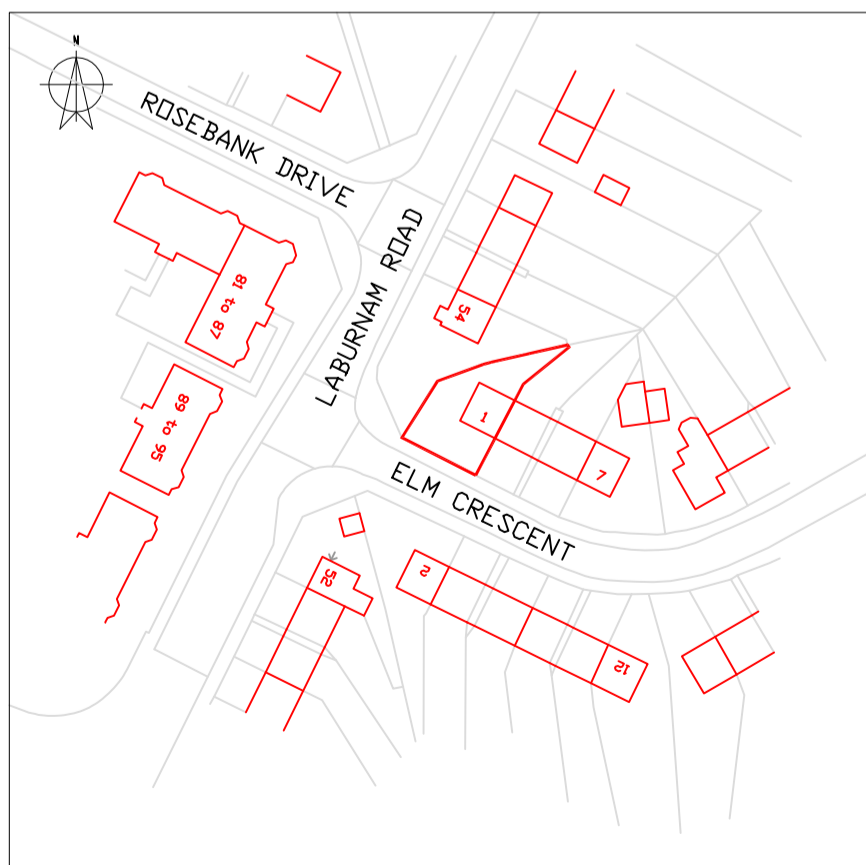 N
ROSEBANK DRIVE
LABURNAM ROAD
81 to 87
54
89 to 95
1
7
ELM CRESCENT
52
2
12